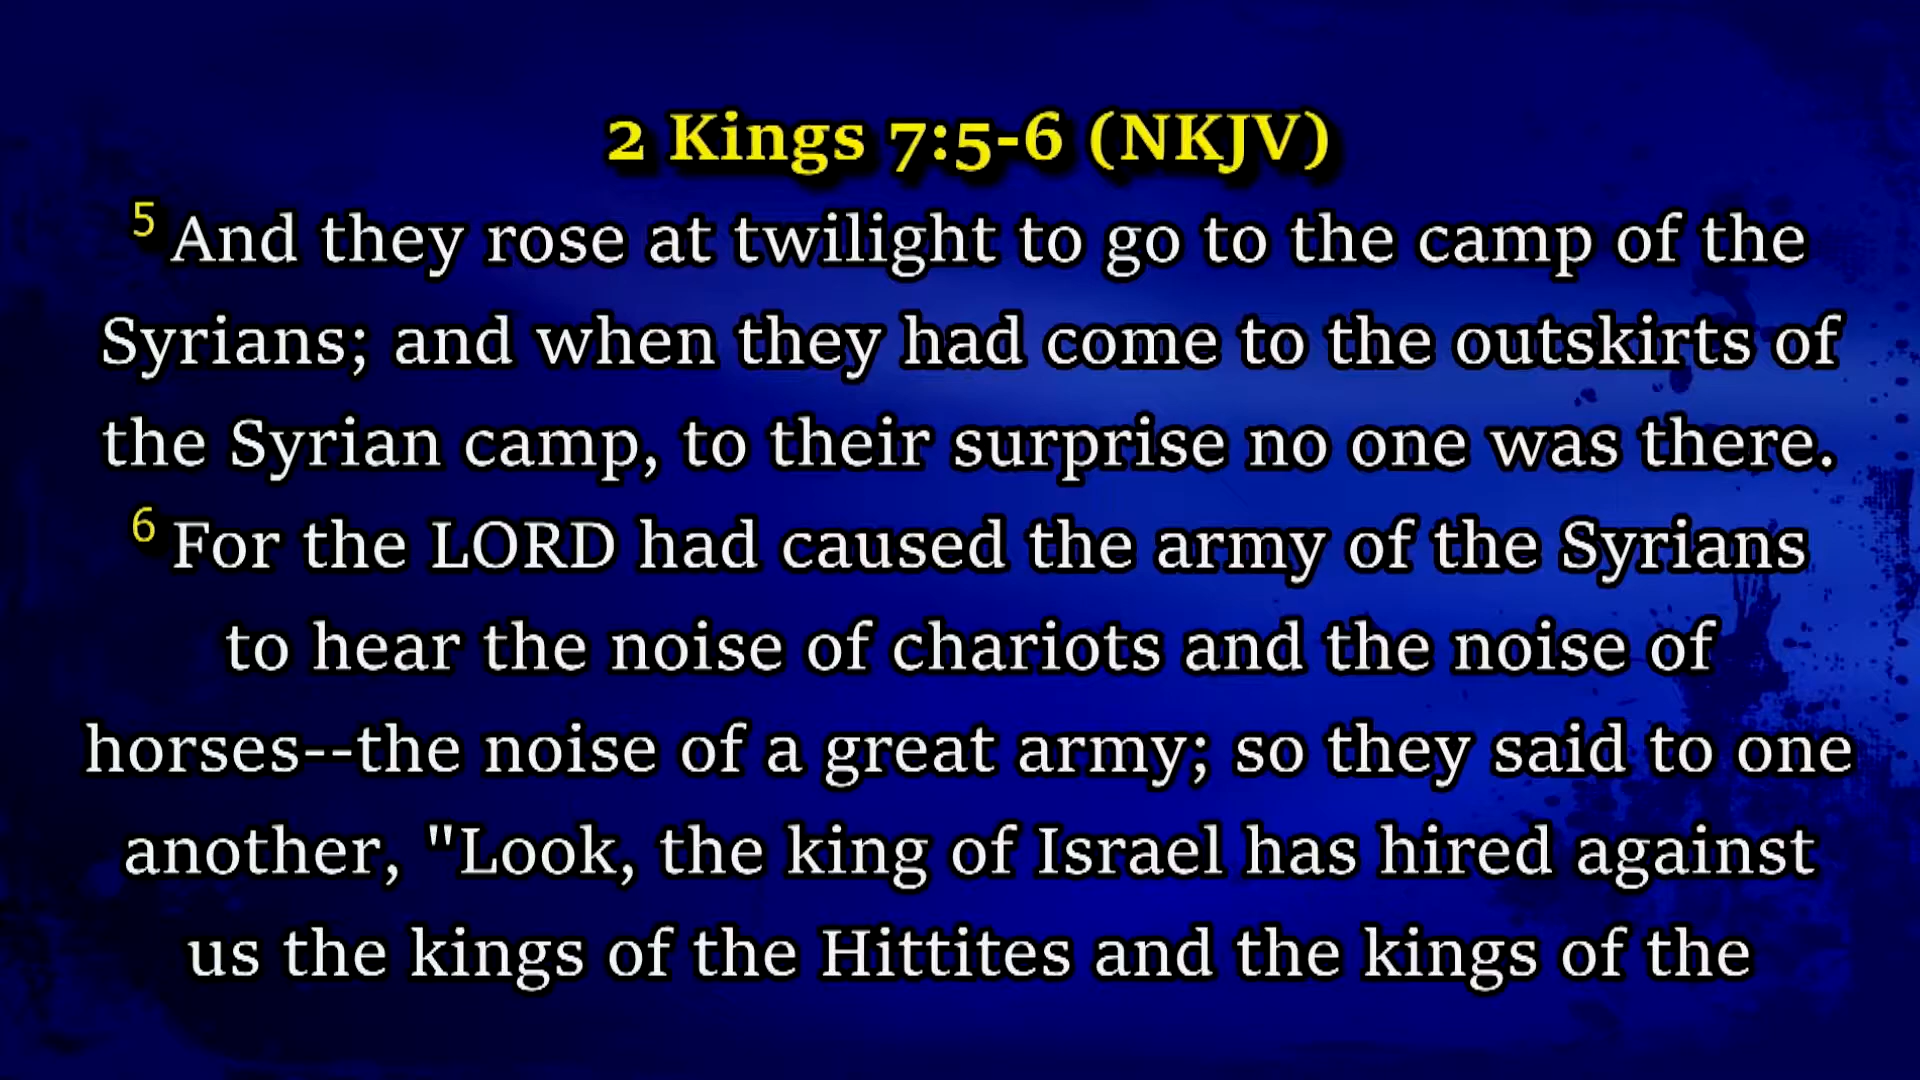 2 Kings 7:5-6 (NKJV)
5 And they rose at twilight to go to the camp of the
Syrians; and when they had come to the outskirts of
the Syrian camp, to their surprise no one was there.
6 For the LORD had caused the army of the Syrians
to hear the noise of chariots and the noise of
horses--the noise of a great army; so they said to one
another, "Look, the king of Israel has hired against
us the kings of the Hittites and the kings of the